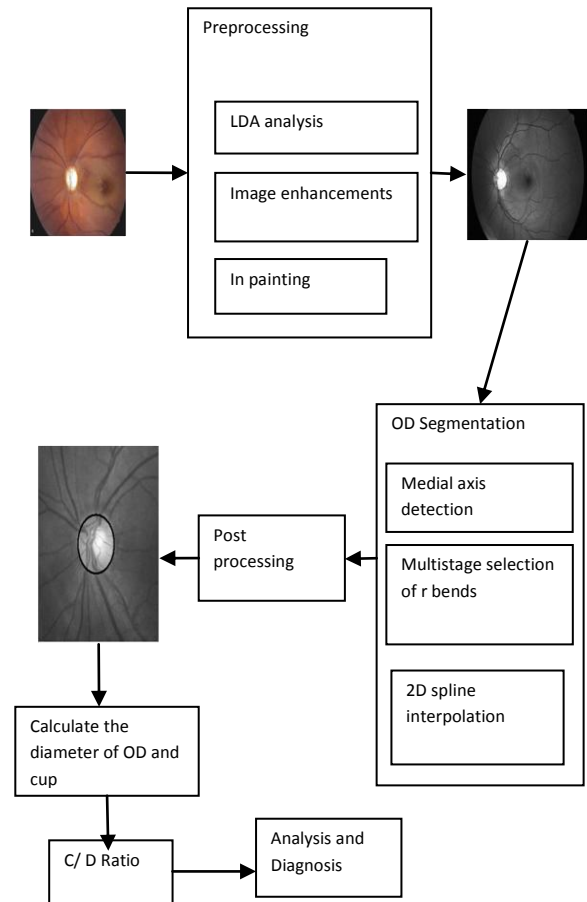 Preprocessing
LDA analysis
Image enhancements
In painting
OD Segmentation
Medial axis
detection
Multistage selection
of r bends
2D spline
interpolation
Post
processing
Calculate the
diameter of OD and
cup
C/ D Ratio
Analysis and
Diagnosis